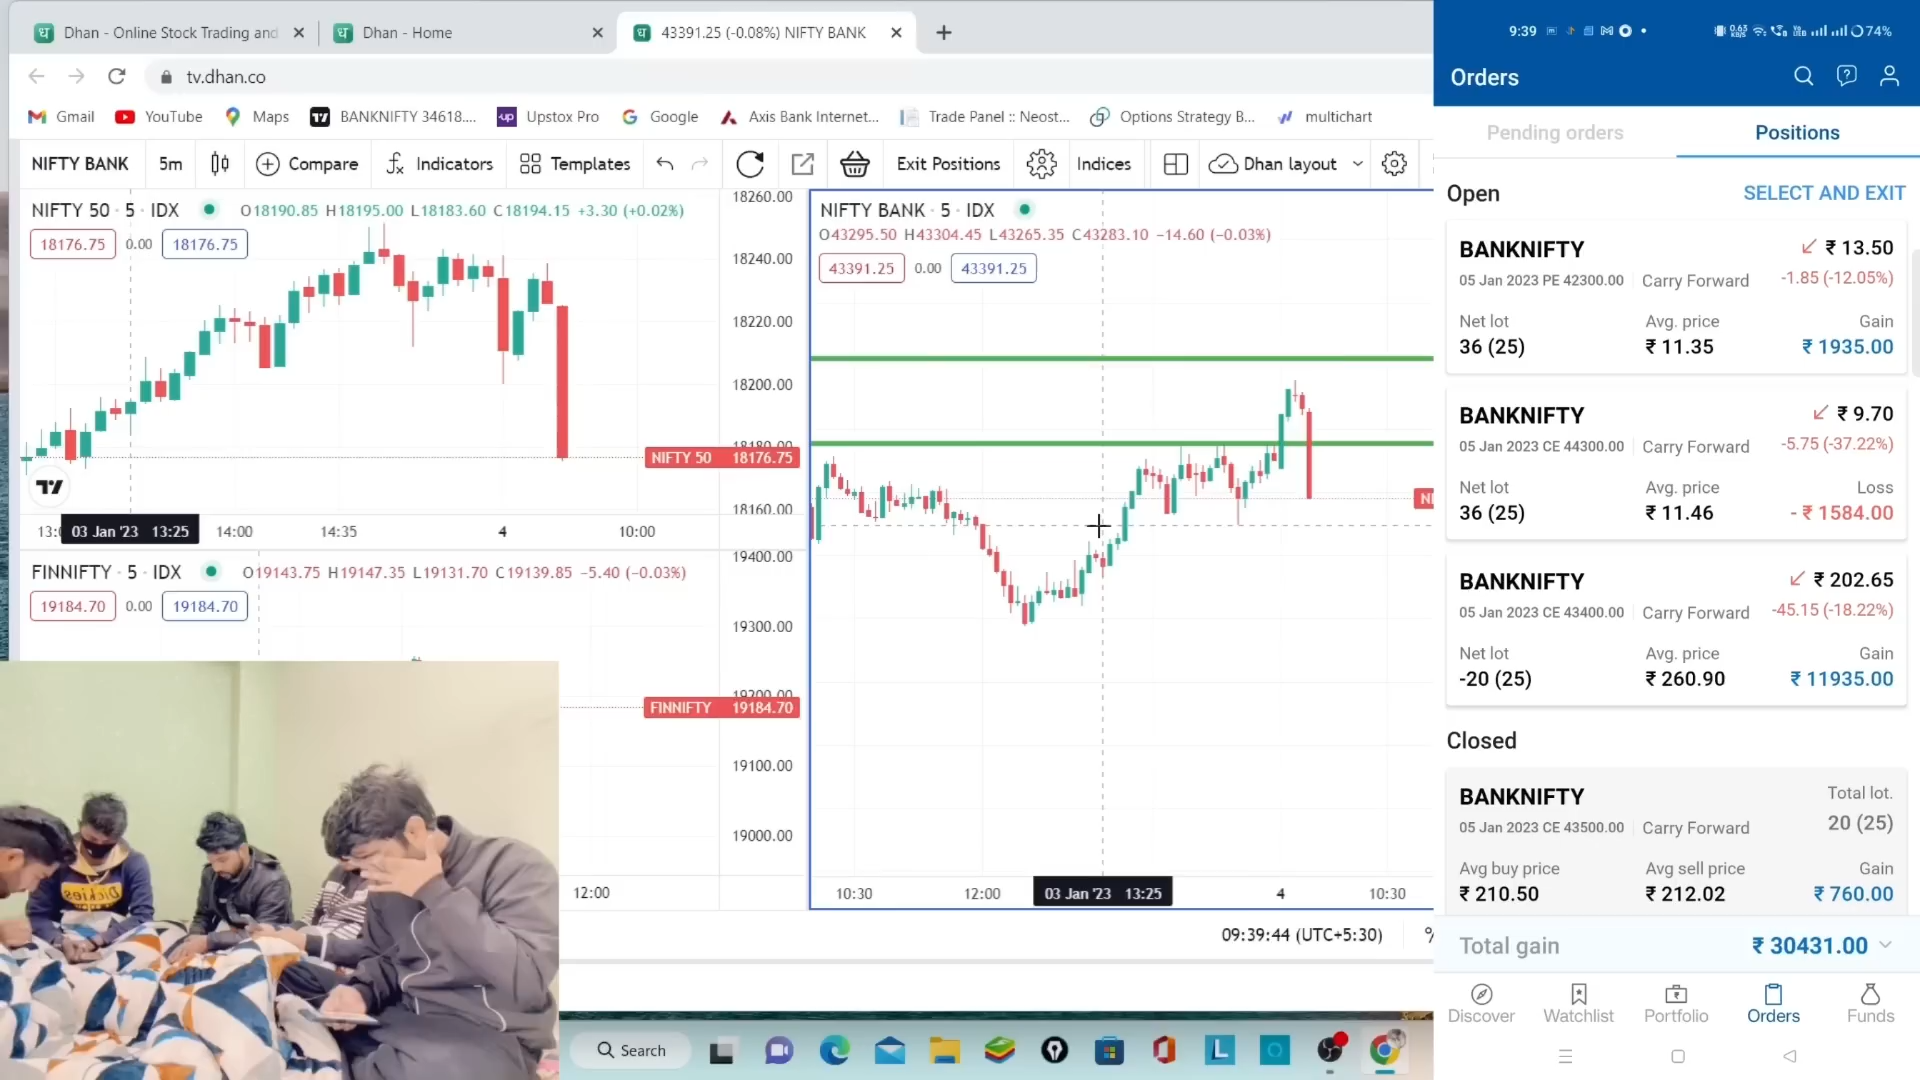 Dhan - Online Stock Trading and
Dhan - Home
43391.25 (-0.08%) NIFTY BANK
tv.dhan.co
Gmail
YouTube
Maps
BANKNIFTY 34618....
Upstox Pro
Google
Axis Bank Internet...
Trade Panel :: Neost...
Options Strategy B...
multichart
NIFTY BANK
5m
Compare
Indicators
Templates
Exit Positions
Indices
Dhan layout
NIFTY 50 · 5 · IDX
O18190.85 H18195.00 L18183.60 C18194.15 +3.30 (+0.02%)
18176.75 0.00 18176.75
18260.00
18240.00
18220.00
18200.00
18180.00
NIFTY 50 18176.75
18160.00
03 Jan '23 13:25
14:00
14:35
4
10:00
FINNIFTY · 5 · IDX
O19143.75 H19147.35 L19131.70 C19139.85 −5.40 (−0.03%)
19184.70 0.00 19184.70
19400.00
19300.00
19200.00
FINNIFTY 19184.70
19100.00
19000.00
12:00
NIFTY BANK · 5 · IDX
O43295.50 H43304.45 L43265.35 C43283.10 −14.60 (−0.03%)
43391.25 0.00 43391.25
10:30
12:00
03 Jan '23 13:25
4
10:30
09:39:44 (UTC+5:30)
%
Search
9:39
74%
Orders
Pending orders
Positions
Open
SELECT AND EXIT
BANKNIFTY
₹ 13.50
05 Jan 2023 PE 42300.00
Carry Forward
-1.85 (-12.05%)
Net lot
Avg. price
Gain
36 (25)
₹ 11.35
₹ 1935.00
BANKNIFTY
₹ 9.70
05 Jan 2023 CE 44300.00
Carry Forward
-5.75 (-37.22%)
Net lot
Avg. price
Loss
36 (25)
₹ 11.46
- ₹ 1584.00
BANKNIFTY
₹ 202.65
05 Jan 2023 CE 43400.00
Carry Forward
-45.15 (-18.22%)
Net lot
Avg. price
Gain
-20 (25)
₹ 260.90
₹ 11935.00
Closed
BANKNIFTY
Total lot.
05 Jan 2023 CE 43500.00
Carry Forward
20 (25)
Avg buy price
Avg sell price
Gain
₹ 210.50
₹ 212.02
₹ 760.00
Total gain
₹ 30431.00
Discover
Watchlist
Portfolio
Orders
Funds